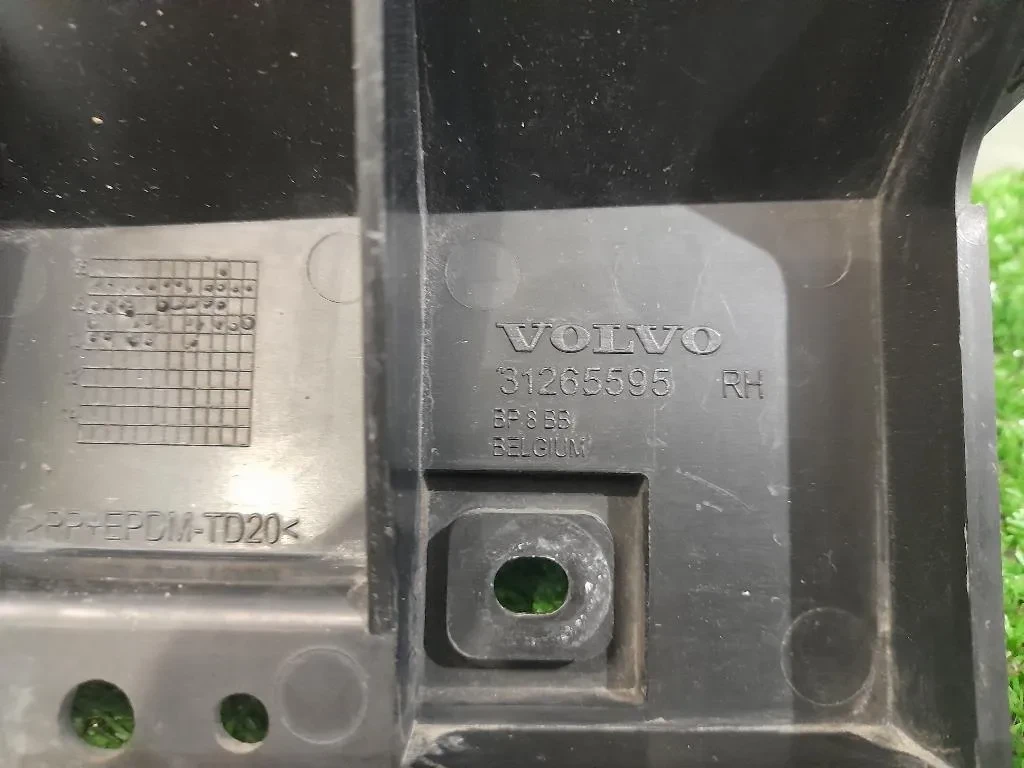 VOLVO
31265595 RH
BP 8 BB
BELGIUM
>PP+EPDM-TD20<